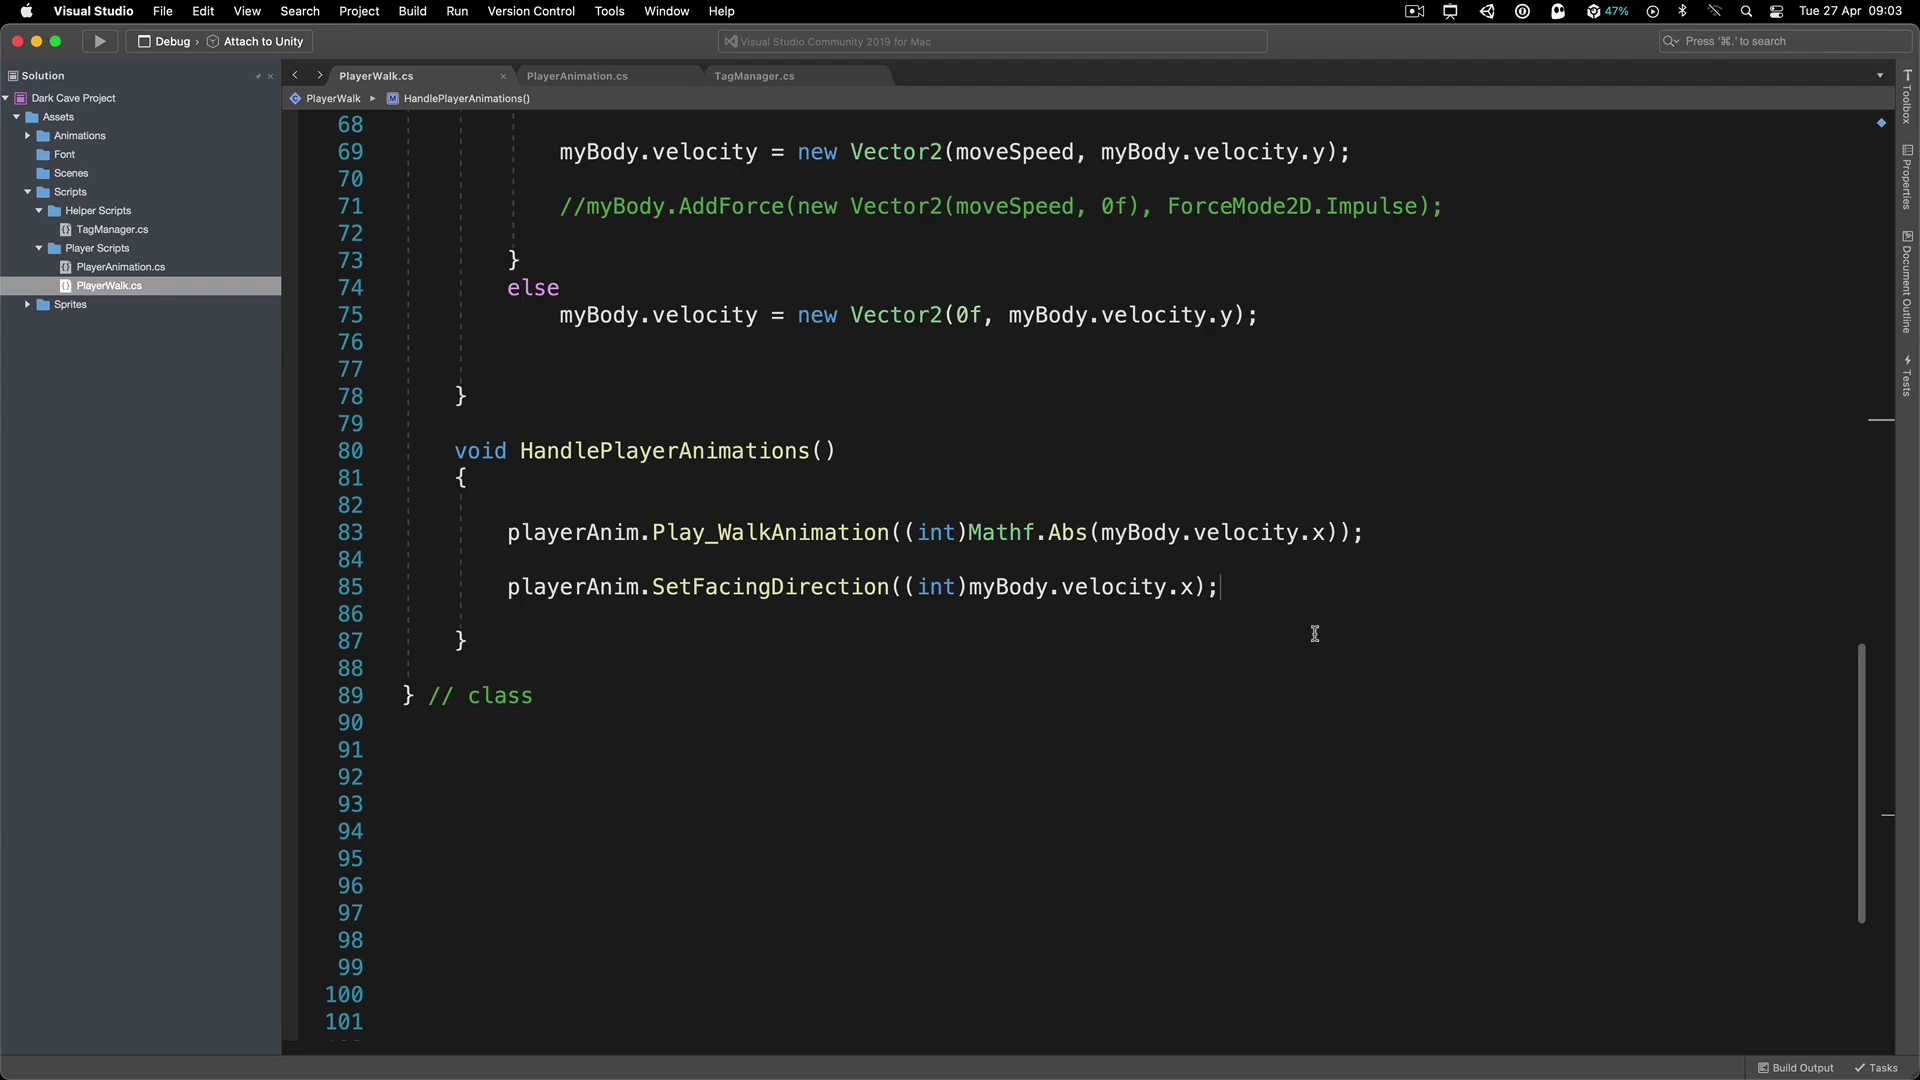 Visual Studio File Edit View Search Project Build Run Version Control Tools Window Help 47% Tue 27 Apr 09:03
Debug › Attach to Unity Visual Studio Community 2019 for Mac Press '⌘.' to search
Solution
Dark Cave Project
Assets
Animations
Font
Scenes
Scripts
Helper Scripts
TagManager.cs
Player Scripts
PlayerAnimation.cs
PlayerWalk.cs
Sprites
PlayerWalk.cs PlayerAnimation.cs TagManager.cs
PlayerWalk HandlePlayerAnimations()
68
69 myBody.velocity = new Vector2(moveSpeed, myBody.velocity.y);
70
71 //myBody.AddForce(new Vector2(moveSpeed, 0f), ForceMode2D.Impulse);
72
73 }
74 else
75 myBody.velocity = new Vector2(0f, myBody.velocity.y);
76
77
78 }
79
80 void HandlePlayerAnimations()
81 {
82
83 playerAnim.Play_WalkAnimation((int)Mathf.Abs(myBody.velocity.x));
84
85 playerAnim.SetFacingDirection((int)myBody.velocity.x);
86
87 }
88
89 } // class
90
91
92
93
94
95
96
97
98
99
100
101
Toolbox
Properties
Document Outline
Tests
Build Output Tasks